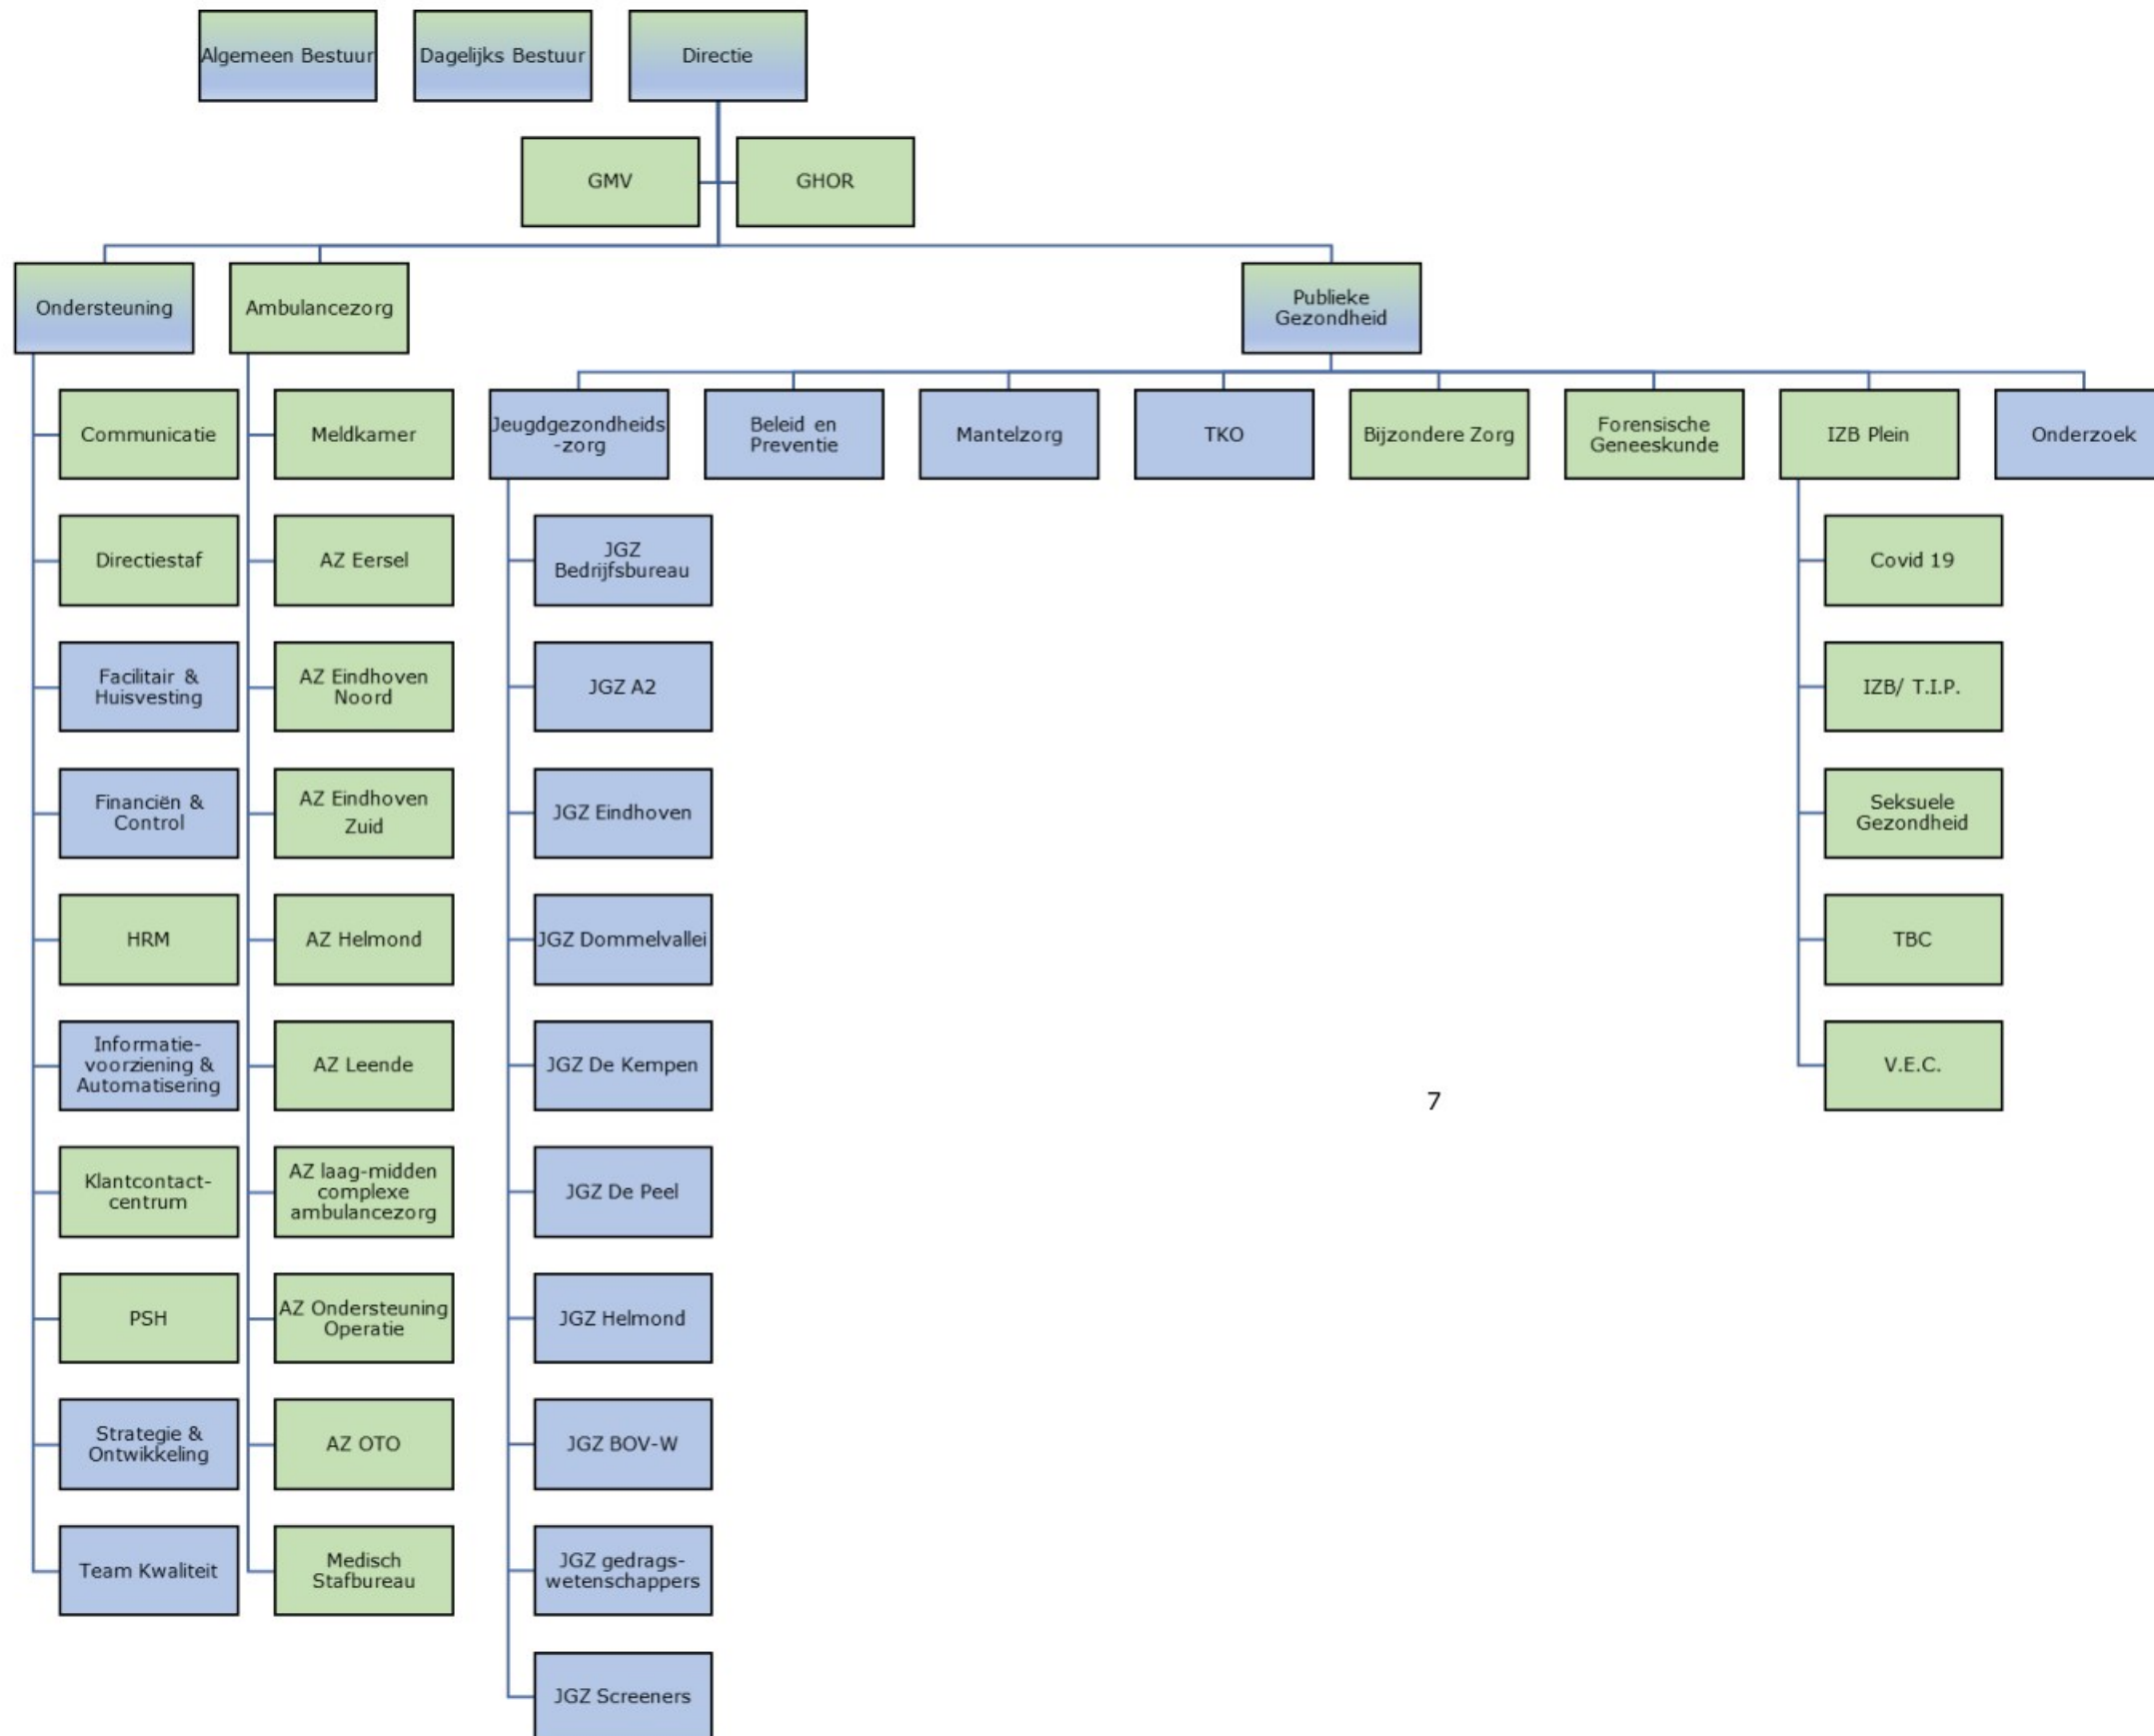 Algemeen Bestuur
Dagelijks Bestuur
Directie
GMV
GHOR
Ondersteuning
Ambulancezorg
Publieke
Gezondheid
Communicatie
Directiestaf
Facilitair &
Huisvesting
Financiën &
Control
HRM
Informatie-
voorziening &
Automatisering
Klantcontact-
centrum
PSH
Strategie &
Ontwikkeling
Team Kwaliteit
Meldkamer
AZ Eersel
AZ Eindhoven
Noord
AZ Eindhoven
Zuid
AZ Helmond
AZ Leende
AZ laag-midden
complexe
ambulancezorg
AZ Ondersteuning
Operatie
AZ OTO
Medisch
Stafbureau
Jeugdgezondheids
-zorg
JGZ
Bedrijfsbureau
JGZ A2
JGZ Eindhoven
JGZ Dommelvallei
JGZ De Kempen
JGZ De Peel
JGZ Helmond
JGZ BOV-W
JGZ gedrags-
wetenschappers
JGZ Screeners
Beleid en
Preventie
Mantelzorg
TKO
Bijzondere Zorg
Forensische
Geneeskunde
IZB Plein
Covid 19
IZB/ T.I.P.
Seksuele
Gezondheid
TBC
V.E.C.
Onderzoek
7